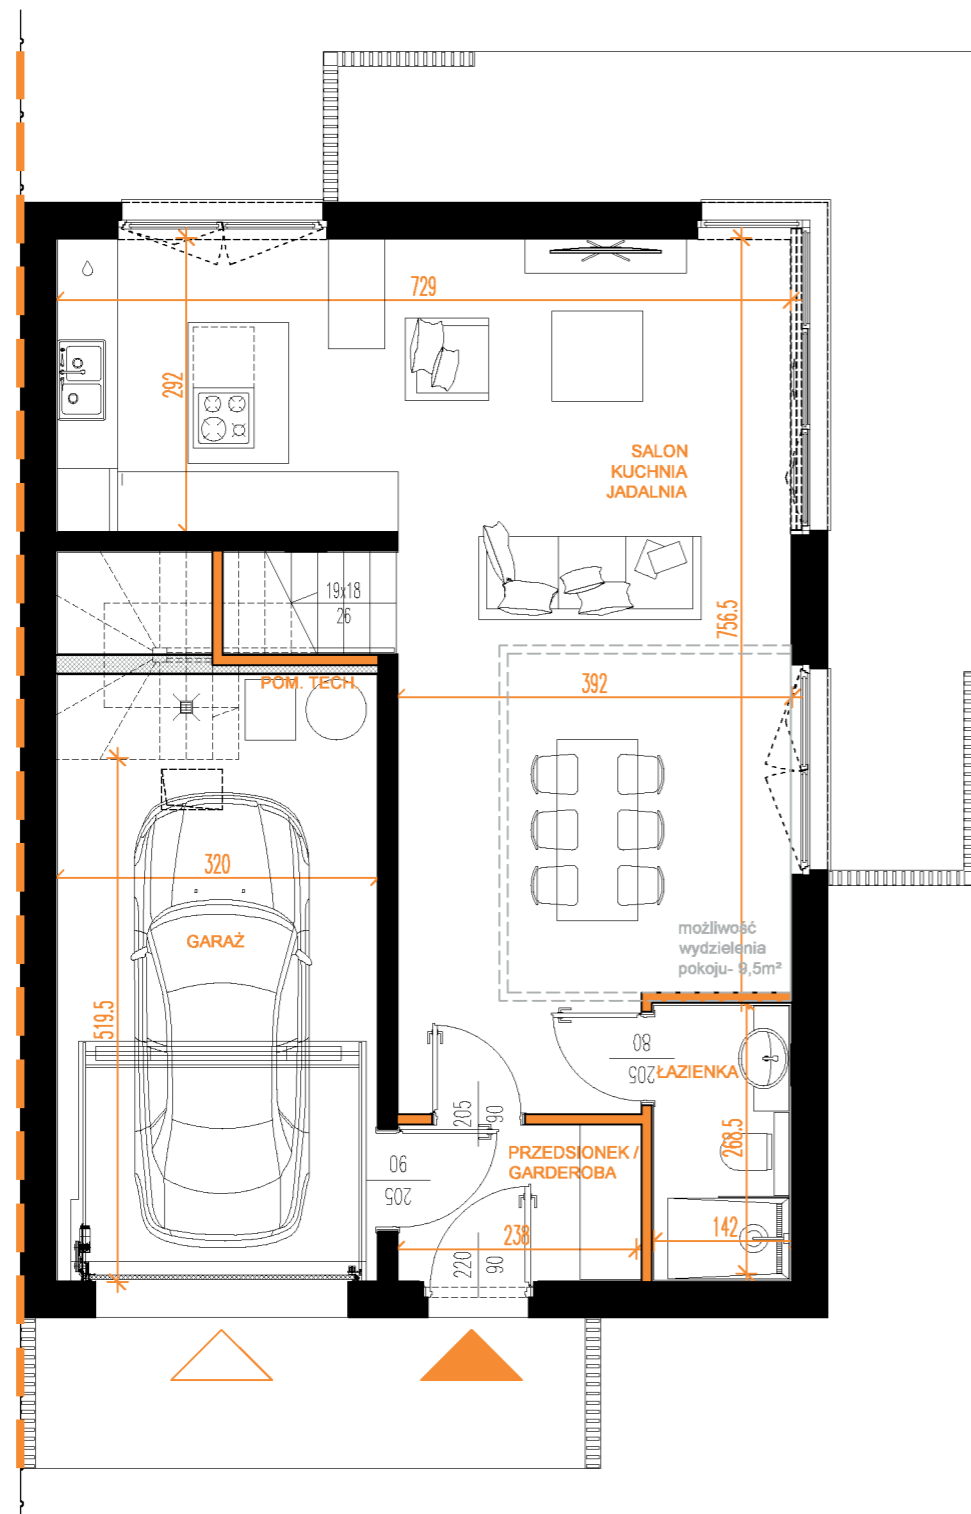 729
292
SALON
KUCHNIA
JADALNIA
19x18
26
756.5
POM. TECH.
392
320
GARAŻ
możliwość
wydzielenia
pokoju- 9,5m²
519.5
80
205
ŁAZIENKA
205
90
268.5
PRZEDSIONEK /
GARDEROBA
90
205
238
142
220
90